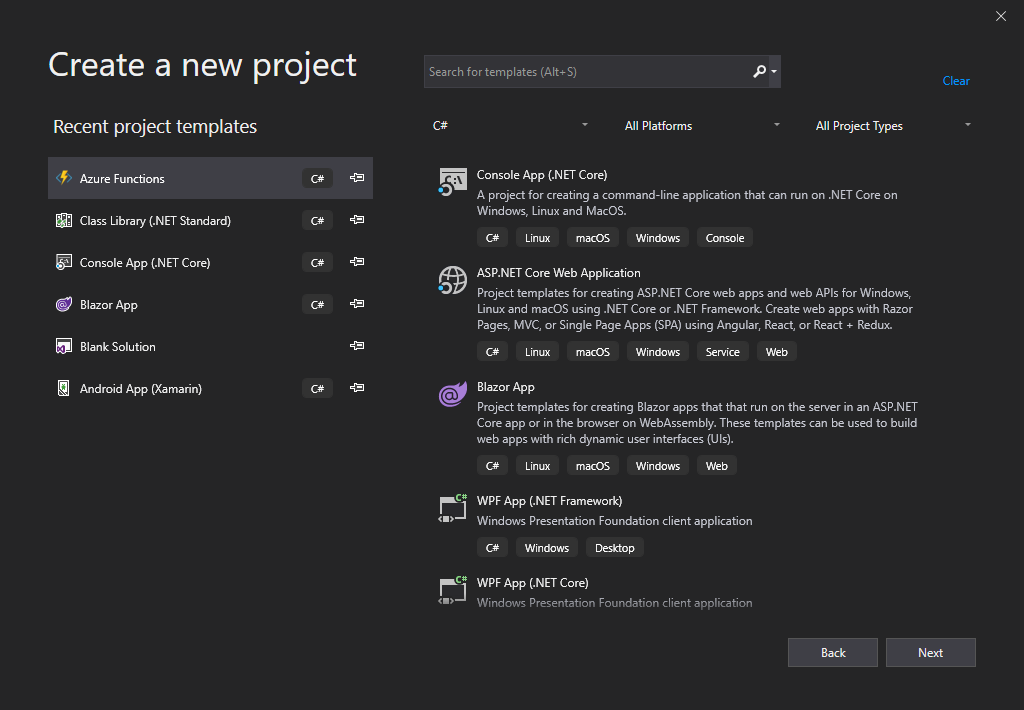 Create a new project
Search for templates (Alt+S)
Clear
Recent project templates
C#
All Platforms
All Project Types
Azure Functions
C#
Class Library (.NET Standard)
C#
Console App (.NET Core)
C#
Blazor App
C#
Blank Solution
Android App (Xamarin)
C#
Console App (.NET Core)
A project for creating a command-line application that can run on .NET Core on
Windows, Linux and MacOS.
C# Linux macOS Windows Console
ASP.NET Core Web Application
Project templates for creating ASP.NET Core web apps and web APIs for Windows,
Linux and macOS using .NET Core or .NET Framework. Create web apps with Razor
Pages, MVC, or Single Page Apps (SPA) using Angular, React, or React + Redux.
C# Linux macOS Windows Service Web
Blazor App
Project templates for creating Blazor apps that that run on the server in an ASP.NET
Core app or in the browser on WebAssembly. These templates can be used to build
web apps with rich dynamic user interfaces (UIs).
C# Linux macOS Windows Web
WPF App (.NET Framework)
Windows Presentation Foundation client application
C# Windows Desktop
WPF App (.NET Core)
Windows Presentation Foundation client application
Back
Next